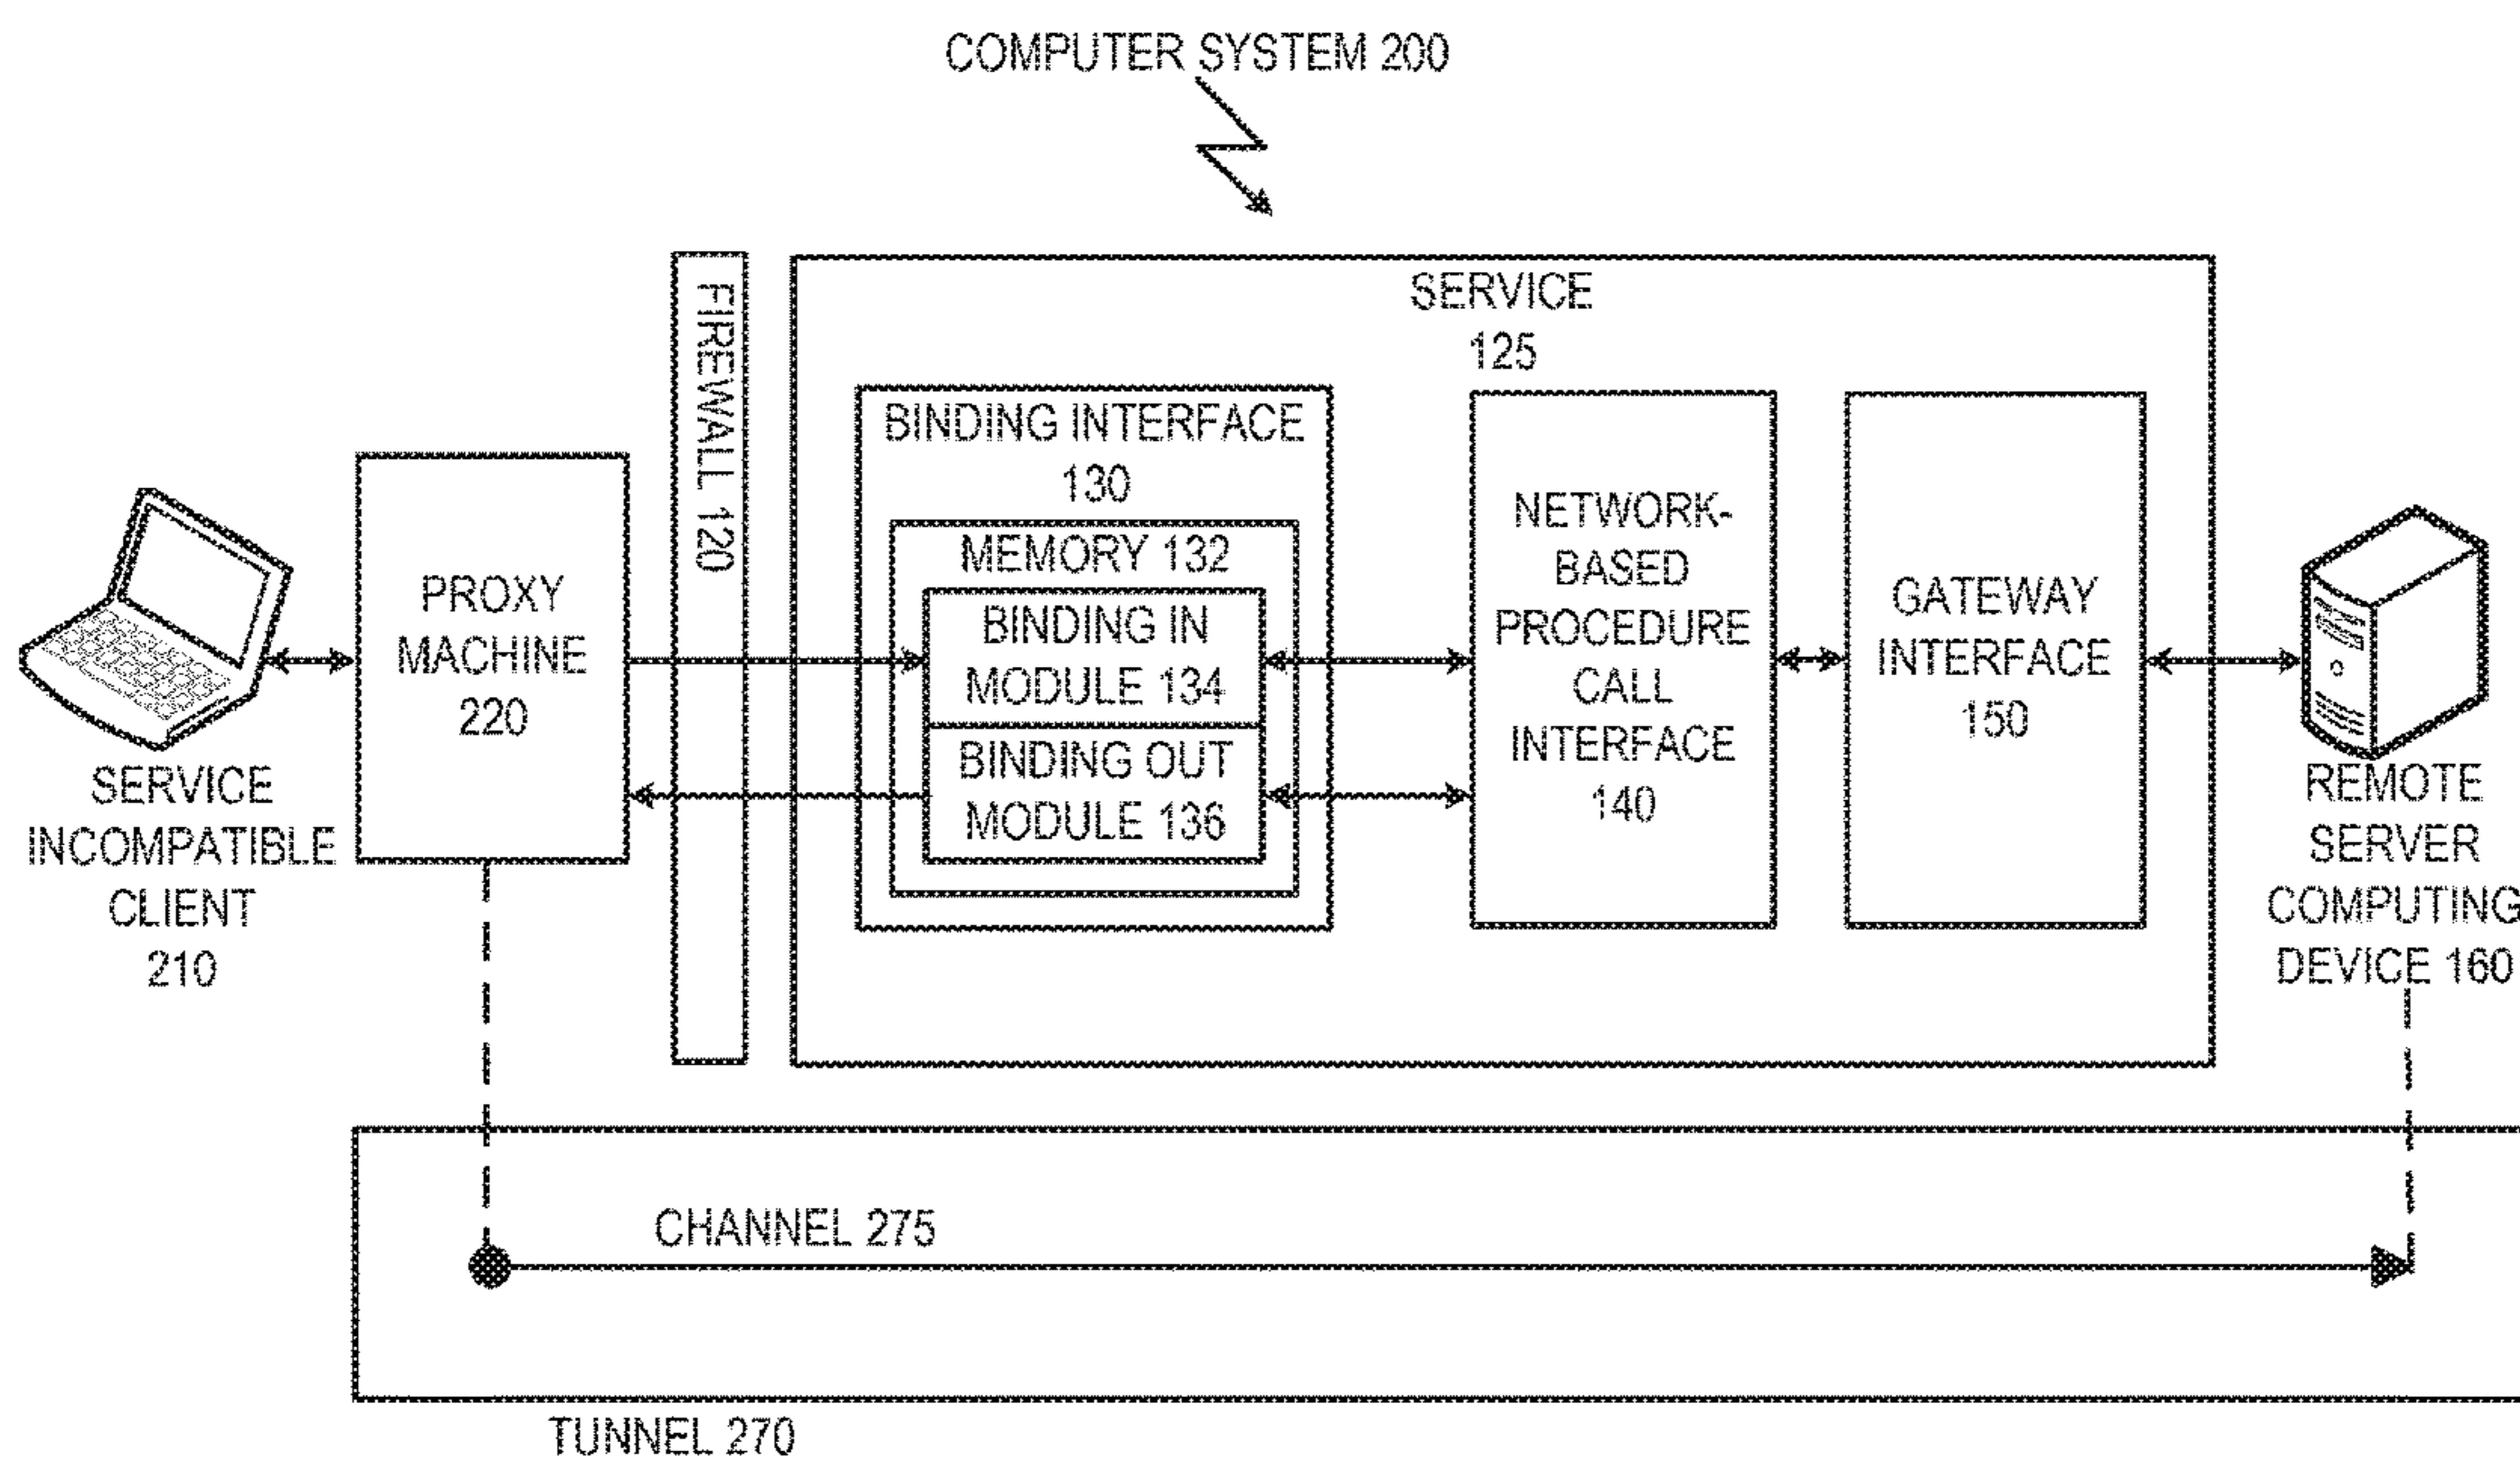 COMPUTER SYSTEM 200
SERVICE
125
FIREWALL 120
BINDING INTERFACE
130
MEMORY 132
BINDING IN
MODULE 134
BINDING OUT
MODULE 136
NETWORK-
BASED
PROCEDURE
CALL
INTERFACE
140
GATEWAY
INTERFACE
150
PROXY
MACHINE
220
SERVICE
INCOMPATIBLE
CLIENT
210
REMOTE
SERVER
COMPUTING
DEVICE 160
CHANNEL 275
TUNNEL 270